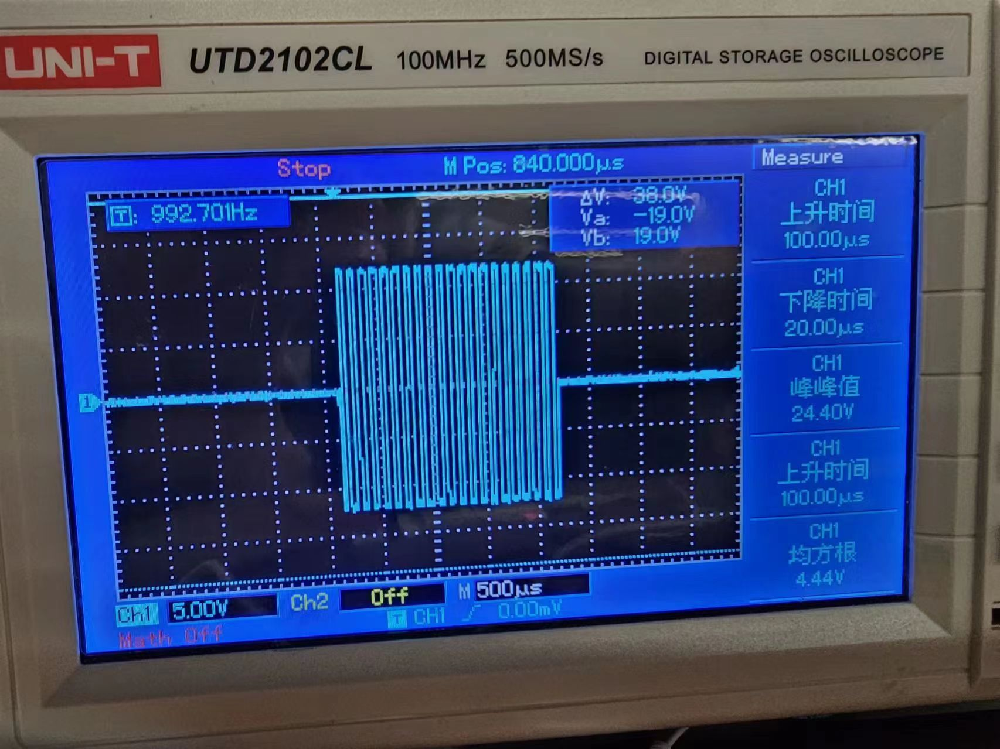 UNI-T UTD2102CL 100MHz 500MS/s DIGITAL STORAGE OSCILLOSCOPE
Stop M Pos: 840.000μs
T: 992.701Hz
ΔV: 38.0V
Va: -19.0V
Vb: 19.0V
1
Measure
CH1
上升时间
100.00μs
CH1
下降时间
20.00μs
CH1
峰峰值
24.40V
CH1
上升时间
100.00μs
CH1
均方根
4.44V
Ch1 5.00V Ch2 Off M 500μs
T CH1 0.00mV
Math Off